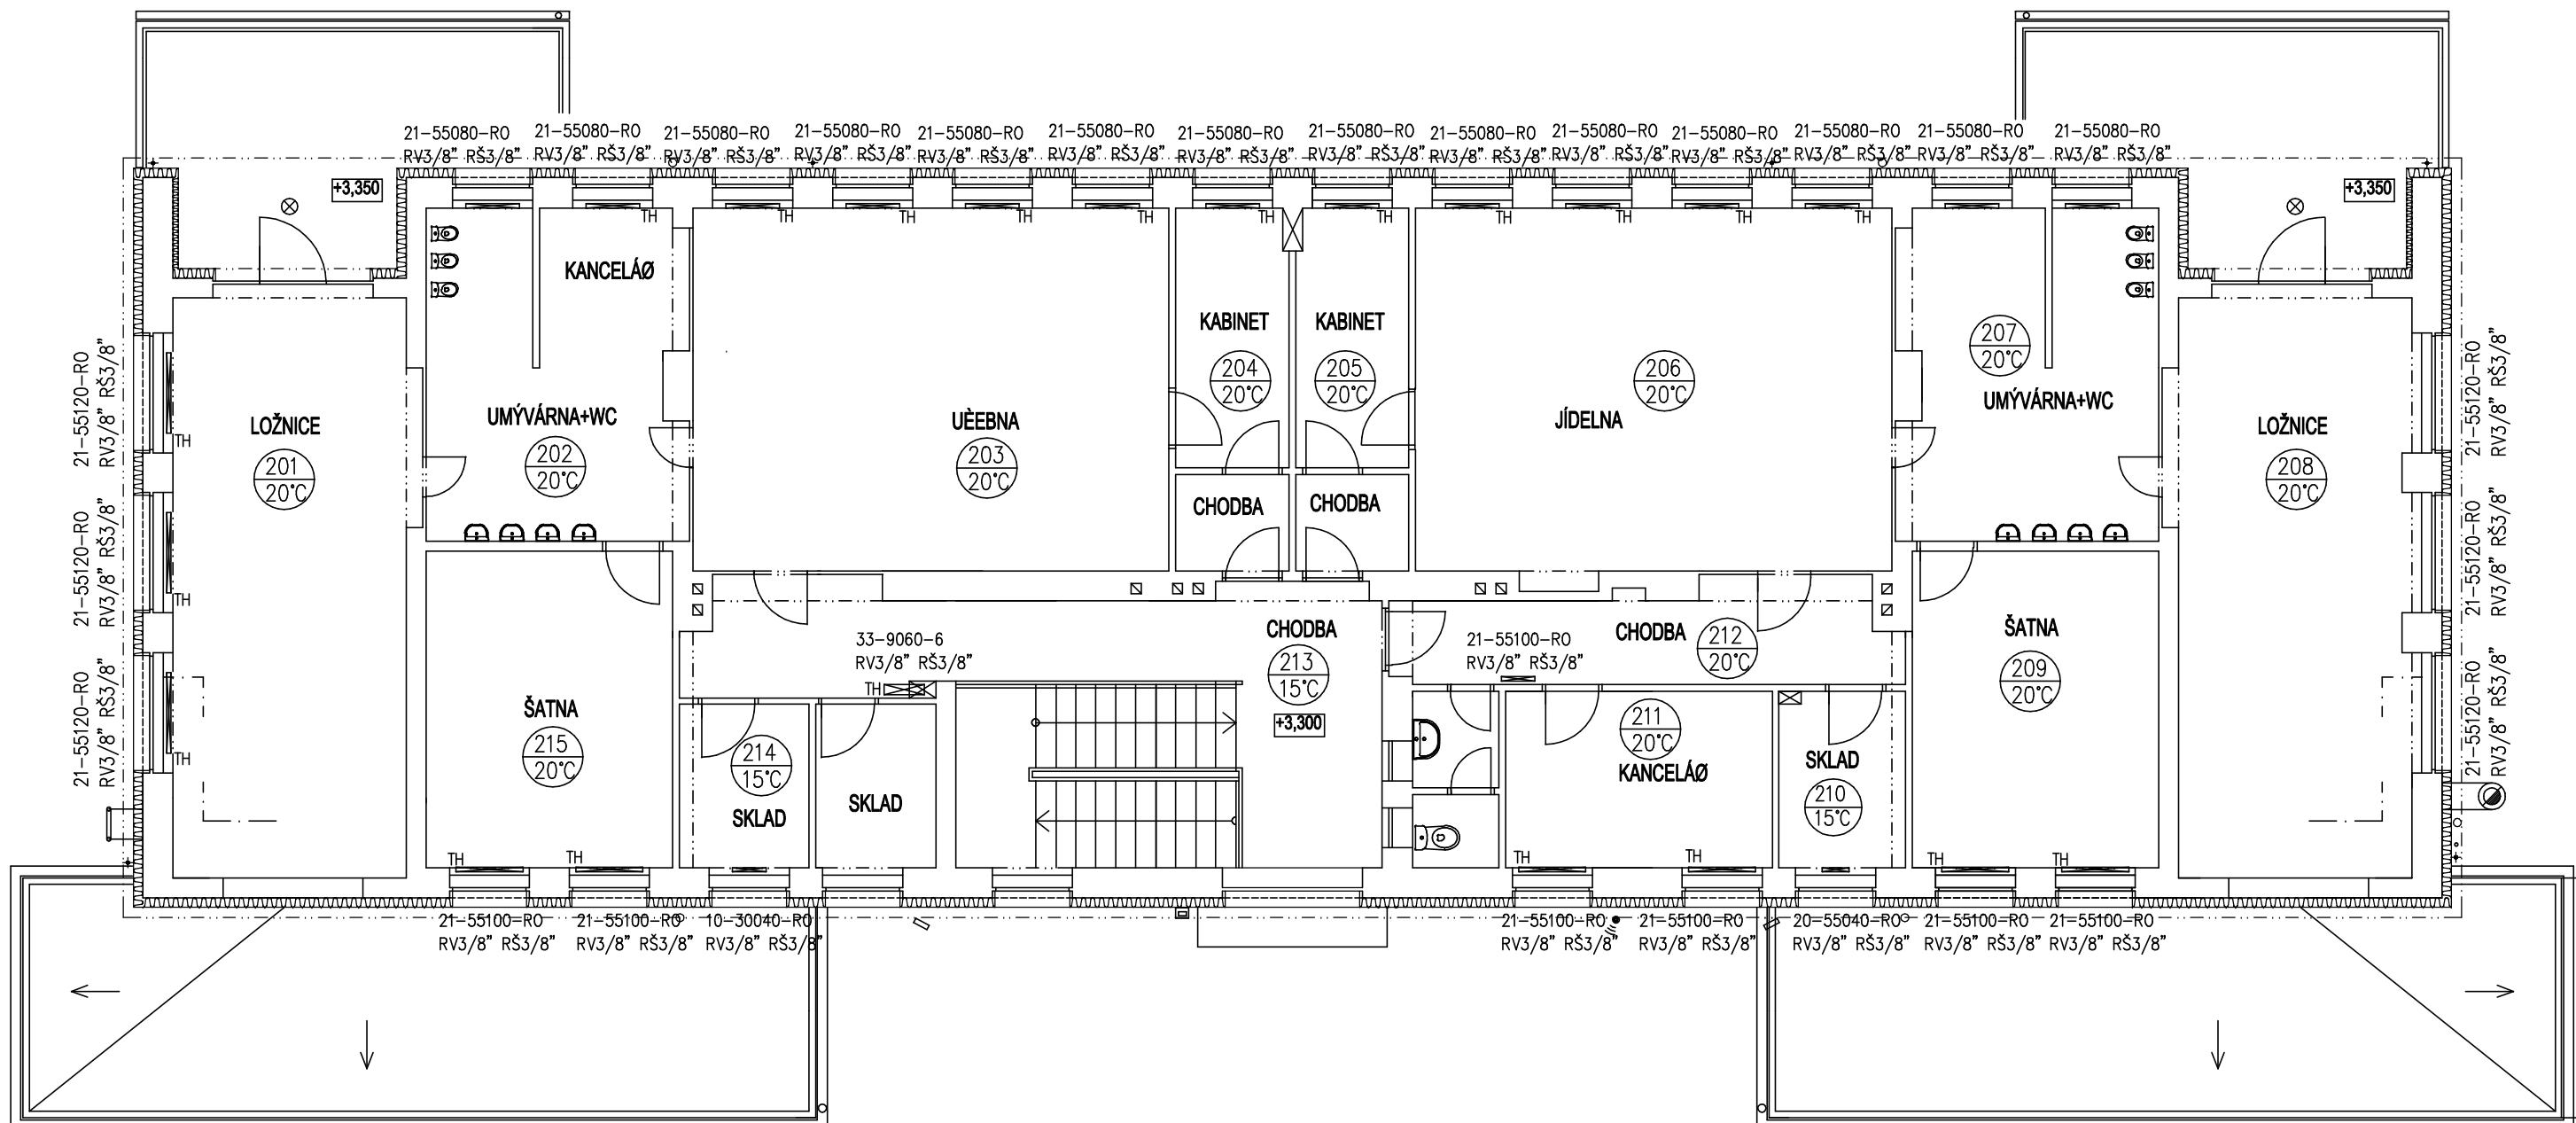 21-55080-RO
RV3/8" RŠ3/8"
21-55080-RO
RV3/8" RŠ3/8"
21-55080-RO
RV3/8" RŠ3/8"
21-55080-RO
RV3/8" RŠ3/8"
21-55080-RO
RV3/8" RŠ3/8"
21-55080-RO
RV3/8" RŠ3/8"
21-55080-RO
RV3/8" RŠ3/8"
21-55080-RO
RV3/8" RŠ3/8"
21-55080-RO
RV3/8" RŠ3/8"
21-55080-RO
RV3/8" RŠ3/8"
21-55080-RO
RV3/8" RŠ3/8"
21-55080-RO
RV3/8" RŠ3/8"
21-55080-RO
RV3/8" RŠ3/8"
21-55080-RO
RV3/8" RŠ3/8"
+3,350
+3,350
TH
TH
TH
TH
TH
TH
TH
TH
TH
TH
TH
KANCELÁØ
KABINET
204
20°C
KABINET
205
20°C
206
20°C
JÍDELNA
207
20°C
UMÝVÁRNA+WC
LOŽNICE
201
20°C
UMÝVÁRNA+WC
202
20°C
UÈEBNA
203
20°C
LOŽNICE
208
20°C
CHODBA
CHODBA
21-55120-RO
RV3/8" RŠ3/8"
TH
21-55120-RO
RV3/8" RŠ3/8"
TH
21-55120-RO
RV3/8" RŠ3/8"
TH
21-55120-RO
RV3/8" RŠ3/8"
21-55120-RO
RV3/8" RŠ3/8"
21-55120-RO
RV3/8" RŠ3/8"
33-9060-6
RV3/8" RŠ3/8"
TH
CHODBA
213
15°C
+3,300
21-55100-RO
RV3/8" RŠ3/8"
CHODBA
212
20°C
ŠATNA
209
20°C
ŠATNA
215
20°C
214
15°C
SKLAD
SKLAD
211
20°C
KANCELÁØ
SKLAD
210
15°C
TH
TH
TH
TH
TH
TH
21-55100-RO
RV3/8" RŠ3/8"
21-55100-RO
RV3/8" RŠ3/8"
10-30040-RO
RV3/8" RŠ3/8"
21-55100-RO
RV3/8" RŠ3/8"
21-55100-RO
RV3/8" RŠ3/8"
20-55040-RO
RV3/8" RŠ3/8"
21-55100-RO
RV3/8" RŠ3/8"
21-55100-RO
RV3/8" RŠ3/8"